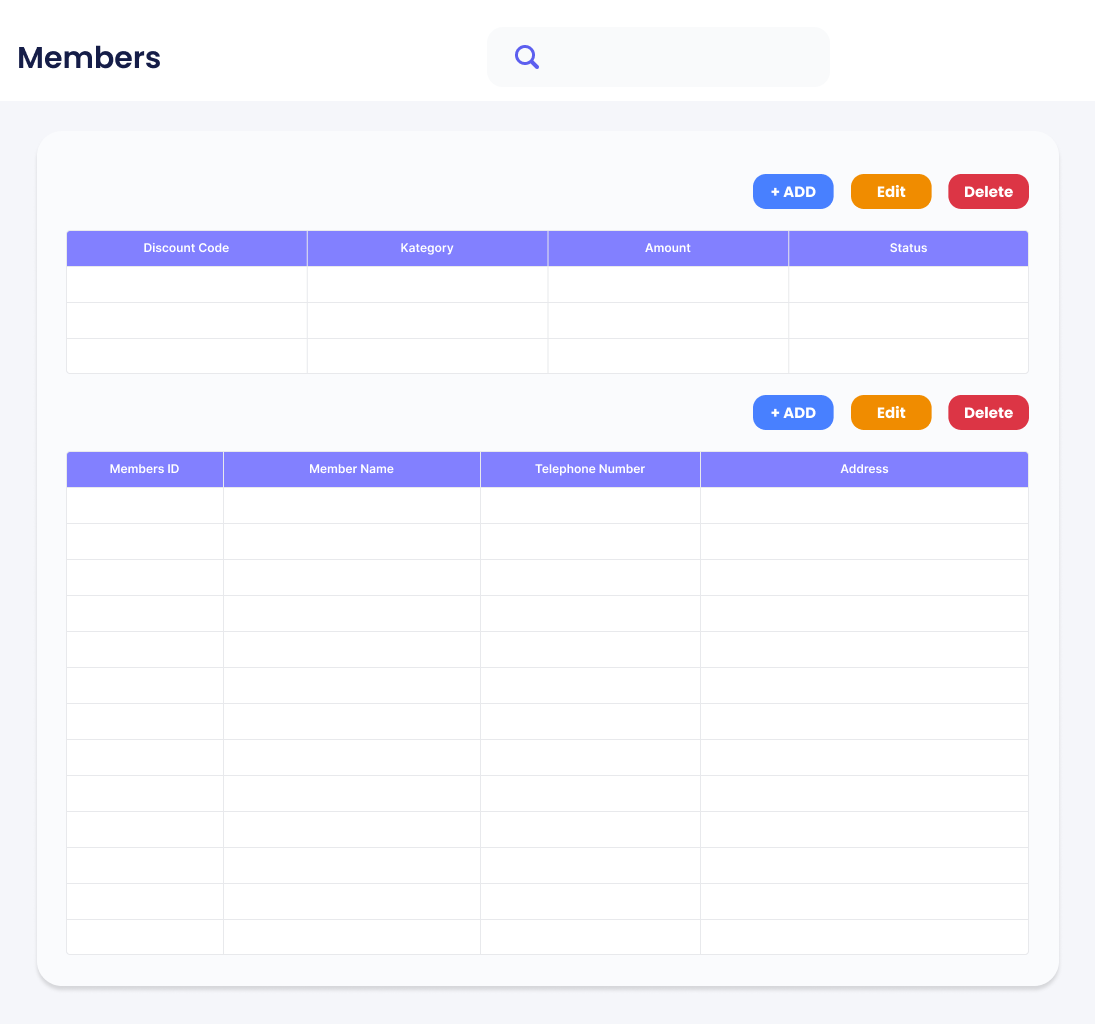 Members
+ ADD Edit Delete
Discount Code Kategory Amount Status
+ ADD Edit Delete
Members ID Member Name Telephone Number Address